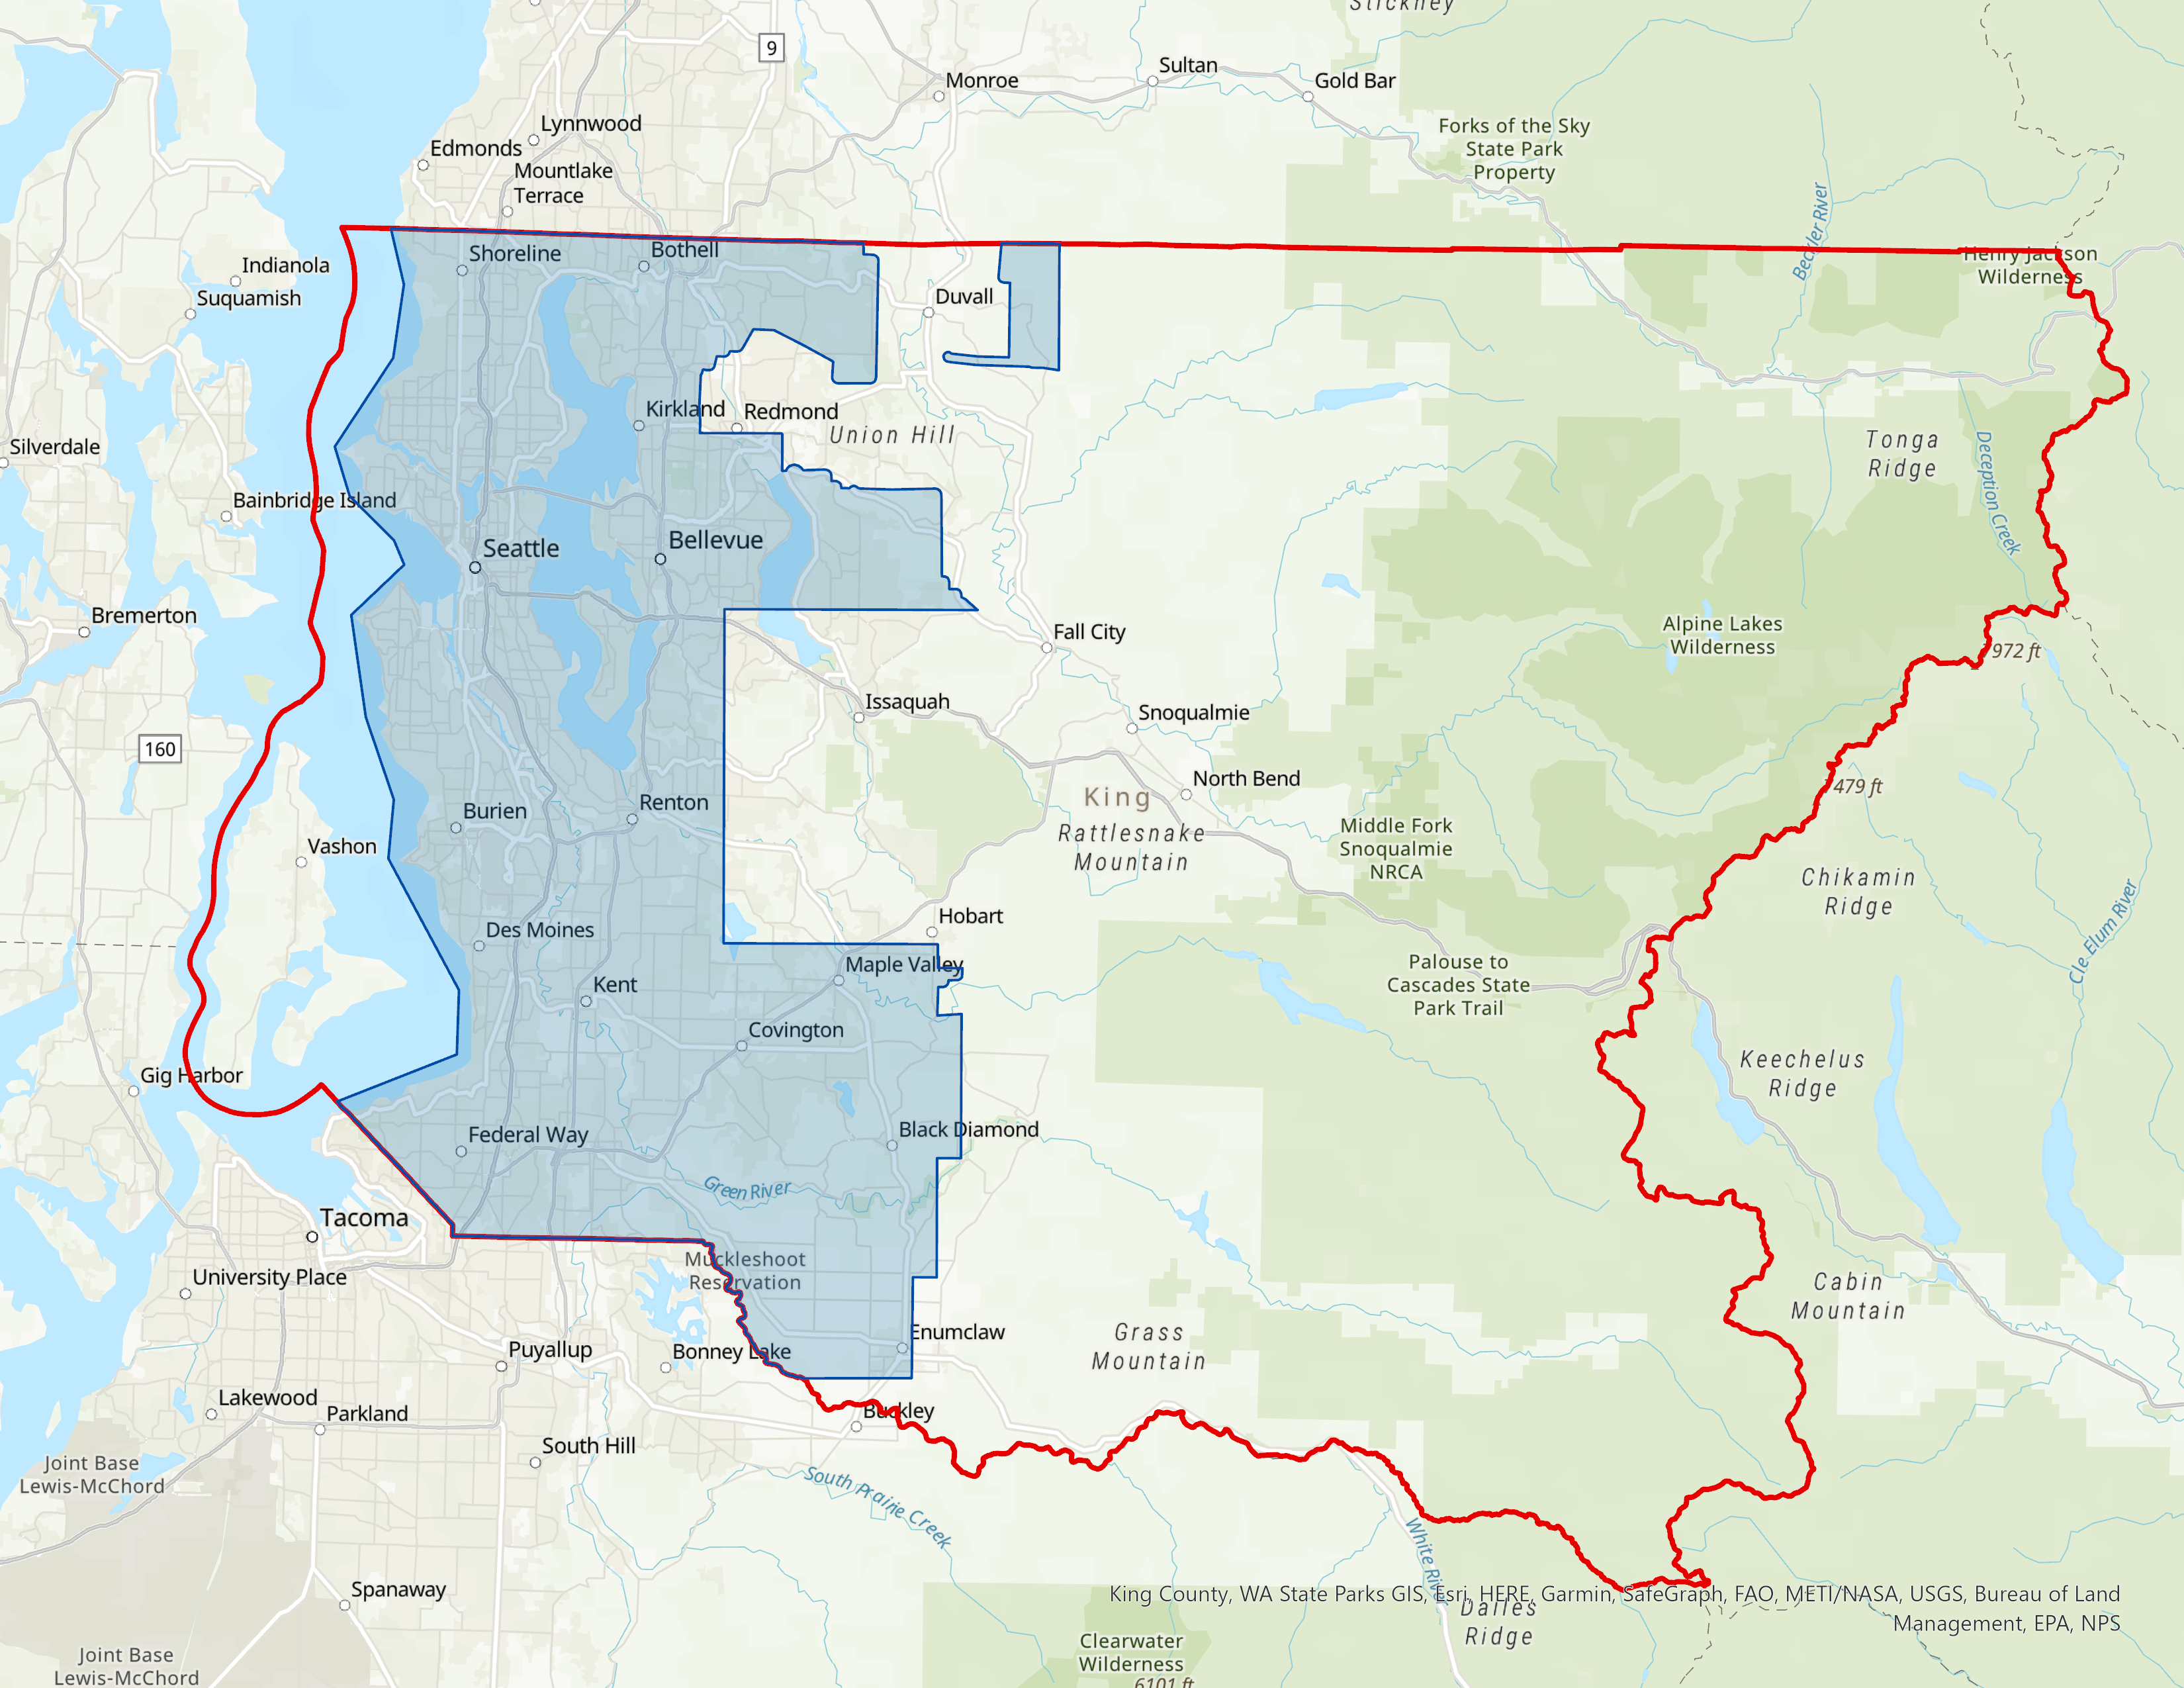 Stickney
9
Sultan
Monroe
Gold Bar
Lynnwood
Edmonds
Mountlake
Terrace
Forks of the Sky
State Park
Property
Beckler River
Shoreline
Bothell
Henry Jackson
Wilderness
Indianola
Suquamish
Duvall
Kirkland
Redmond
Union Hill
Silverdale
Tonga
Ridge
Deception Creek
Bainbridge Island
Seattle
Bellevue
Bremerton
Fall City
Alpine Lakes
Wilderness
972 ft
Issaquah
Snoqualmie
160
North Bend
King
479 ft
Renton
Burien
Rattlesnake
Mountain
Middle Fork
Snoqualmie
NRCA
Vashon
Chikamin
Ridge
Cle Elum River
Hobart
Des Moines
Maple Valley
Palouse to
Cascades State
Park Trail
Kent
Covington
Keechelus
Ridge
Gig Harbor
Black Diamond
Federal Way
Green River
Tacoma
Muckleshoot
Reservation
University Place
Cabin
Mountain
Enumclaw
Grass
Mountain
Puyallup
Bonney Lake
Lakewood
Parkland
Buckley
South Hill
Joint Base
Lewis-McChord
South Prairie Creek
White River
Spanaway
King County, WA State Parks GIS, Esri, HERE, Garmin, SafeGraph, FAO, METI/NASA, USGS, Bureau of Land
Management, EPA, NPS
Dalles
Ridge
Clearwater
Wilderness
6101 ft
Joint Base
Lewis-McChord